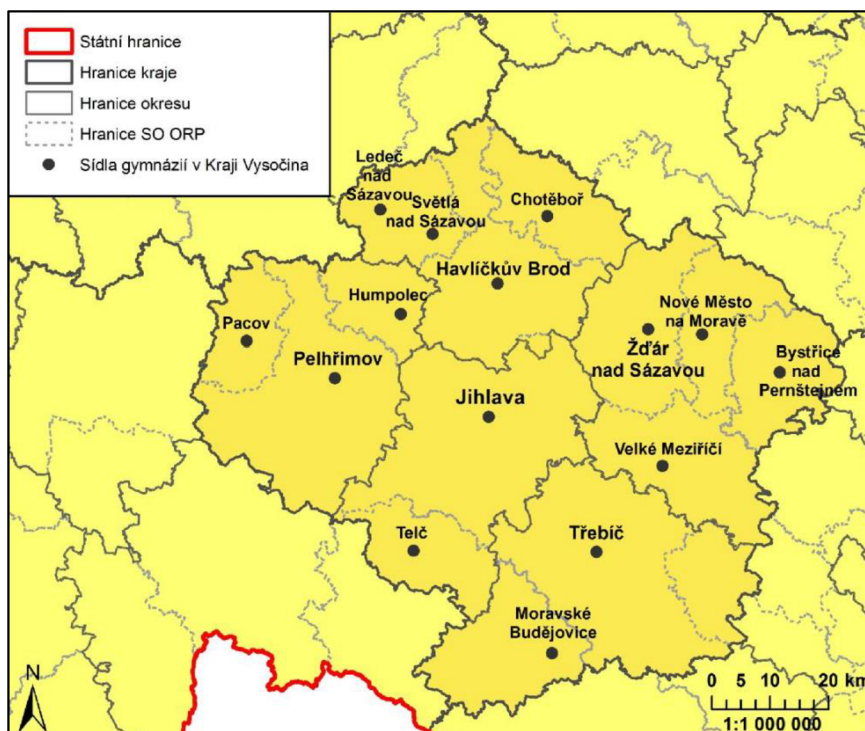 Státní hranice
Hranice kraje
Hranice okresu
Hranice SO ORP
Sídla gymnázií v Kraji Vysočina
Ledeč
nad
Sázavou
Světlá
nad Sázavou
Chotěboř
Havlíčkův Brod
Humpolec
Pacov
Pelhřimov
Nové Město
na Moravě
Žďár
nad Sázavou
Bystřice
nad
Pernštejnem
Jihlava
Velké Meziříčí
Telč
Třebíč
Moravské
Budějovice
N
0 5 10 20 km
1:1 000 000